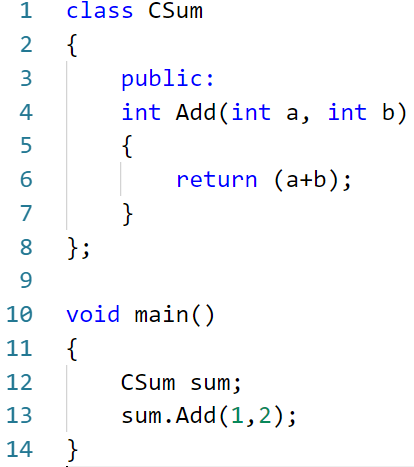 1 class CSum
2 {
3     public:
4     int Add(int a, int b)
5     {
6         return (a+b);
7     }
8 };
9
10 void main()
11 {
12     CSum sum;
13     sum.Add(1,2);
14 }